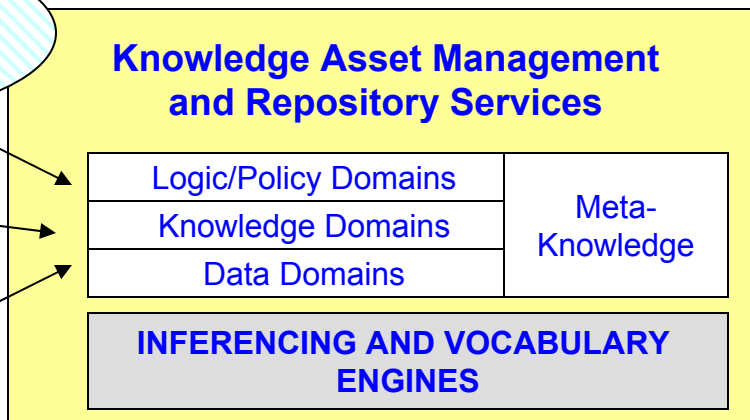 Knowledge Asset Management
and Repository Services
Logic/Policy Domains
Knowledge Domains
Data Domains
Meta-
Knowledge
INFERENCING AND VOCABULARY
ENGINES